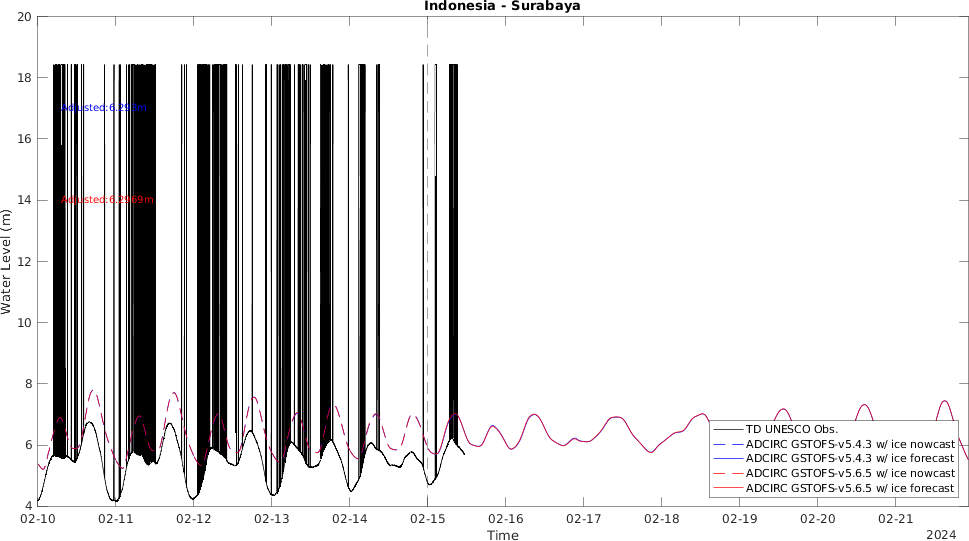 Indonesia - Surabaya
20
18
16
14
12
10
8
6
4
Water Level (m)
Adjusted:6.2969m
TD UNESCO Obs.
ADCIRC GSTOFS-v5.4.3 w/ ice nowcast
ADCIRC GSTOFS-v5.4.3 w/ ice forecast
ADCIRC GSTOFS-v5.6.5 w/ ice nowcast
ADCIRC GSTOFS-v5.6.5 w/ ice forecast
02-10 02-11 02-12 02-13 02-14 02-15 02-16 02-17 02-18 02-19 02-20 02-21
Time
2024